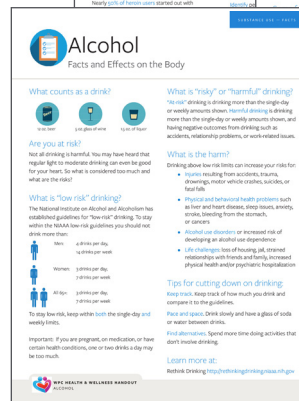 Nearly 50% of heroin users started out with
Identify
SUBSTANCE USE — FACTS
Alcohol
Facts and Effects on the Body
What counts as a drink?
12 oz. beer
5 oz glass of wine
1.5 oz. of liquor
Are you at risk?
Not all drinking is harmful. You may have heard that
regular light to moderate drinking can even be good
for your heart. So what is considered too much and
what are the risks?
What is “low risk” drinking?
The National Institute on Alcohol and Alcoholism has
established guidelines for “low-risk” drinking. To stay
within the NIAAA low-risk guidelines you should not
drink more than:
Men:
4 drinks per day,
14 drinks per week
Women:
3 drinks per day,
7 drinks per week
All 65+:
3 drinks per day,
7 drinks per week
To stay low risk, keep within both the single-day and
weekly limits.
Important: If you are pregnant, on medication, or have
certain health conditions, one or two drinks a day may
be too much.
What is “risky” or “harmful” drinking?
“At-risk” drinking is drinking more than the single-day
or weekly amounts shown. Harmful drinking is drinking
more than the single-day or weekly amounts shown, and
having negative outcomes from drinking such as
accidents, relationship problems, or work-related issues.
What is the harm?
Drinking above low risk limits can increase your risks for:
• Injuries resulting from accidents, trauma,
drownings, motor vehicle crashes, suicides, or
fatal falls
• Physical and behavioral health problems such
as liver and heart disease, sleep issues, anxiety,
stroke, bleeding from the stomach,
or cancers
• Alcohol use disorders or increased risk of
developing an alcohol use dependence
• Life challenges: loss of housing, jail, strained
relationships with friends and family, increased
physical health and/or psychiatric hospitalization
Tips for cutting down on drinking:
Keep track. Keep track of how much you drink and
compare it to the guidelines.
Pace and space. Drink slowly and have a glass of soda
or water between drinks.
Find alternatives. Spend more time doing activities that
don’t involve drinking.
Learn more at:
Rethink Drinking http://rethinkingdrinking.niaaa.nih.gov
WPC HEALTH & WELLNESS HANDOUT
ALCOHOL